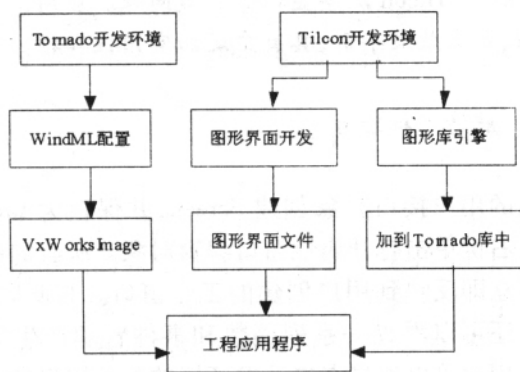 Tornado开发环境
Tilcon开发环境
WindML配置
图形界面开发
图形库引擎
VxWorksImage
图形界面文件
加到Tornado库中
工程应用程序